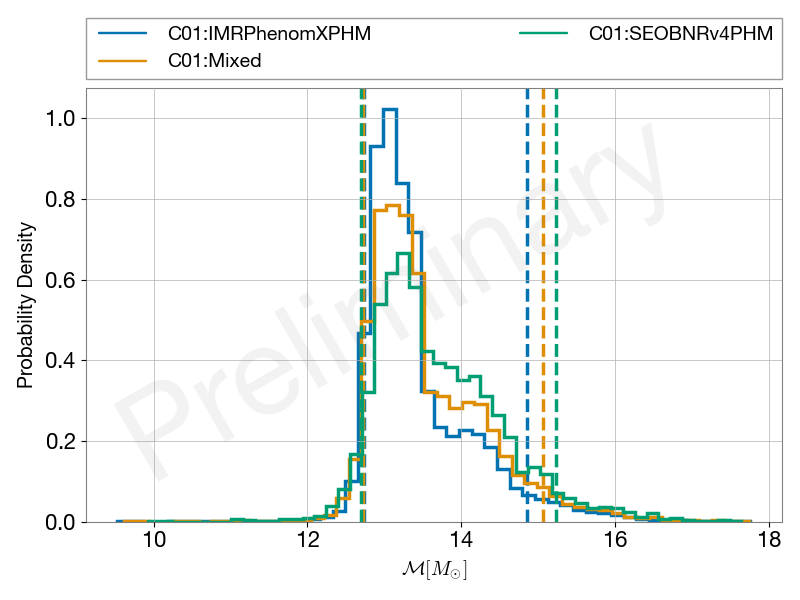 C01:IMRPhenomXPHM
C01:Mixed
C01:SEOBNRv4PHM
Preliminary
Probability Density
1.0
0.8
0.6
0.4
0.2
0.0
10 12 14 16 18
ℳ[M⊙]